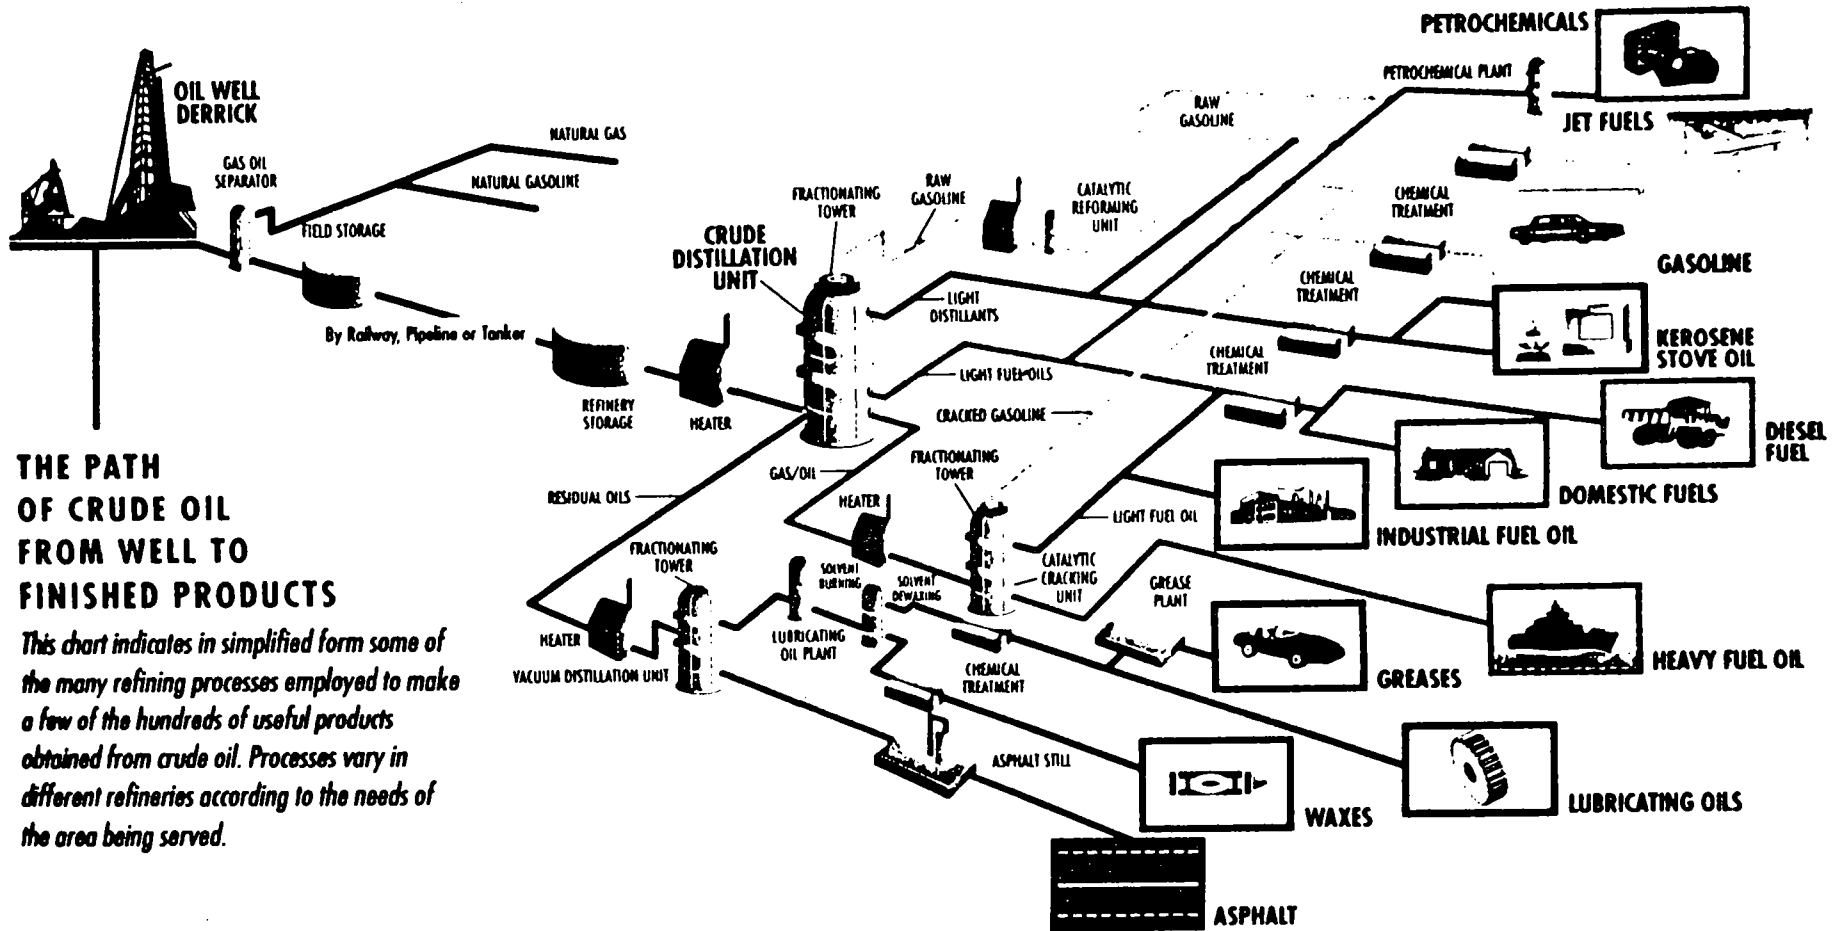 PETROCHEMICALS
PETROCHEMICAL PLANT
JET FUELS
OIL WELL
DERRICK
RAW
GASOLINE
NATURAL GAS
GAS OIL
SEPARATOR
NATURAL GASOLINE
FIELD STORAGE
FRACTIONATING
TOWER
RAW
GASOLINE
CATALYTIC
REFORMING
UNIT
CHEMICAL
TREATMENT
CRUDE
DISTILLATION
UNIT
GASOLINE
CHEMICAL
TREATMENT
LIGHT
DISTILLANTS
By Railway, Pipeline or Tanker
KEROSENE
STOVE OIL
CHEMICAL
TREATMENT
LIGHT FUEL OILS
REFINERY
STORAGE
HEATER
CRACKED GASOLINE
DIESEL
FUEL
THE PATH
OF CRUDE OIL
FROM WELL TO
FINISHED PRODUCTS
This chart indicates in simplified form some of
the many refining processes employed to make
a few of the hundreds of useful products
obtained from crude oil. Processes vary in
different refineries according to the needs of
the area being served.
GAS/OIL
FRACTIONATING
TOWER
RESIDUAL OILS
HEATER
DOMESTIC FUELS
LIGHT FUEL OIL
INDUSTRIAL FUEL OIL
FRACTIONATING
TOWER
SOLVENT
BURNING
SOLVENT
DEWAXING
CATALYTIC
CRACKING
UNIT
GREASE
PLANT
HEATER
LUBRICATING
OIL PLANT
VACUUM DISTILLATION UNIT
CHEMICAL
TREATMENT
GREASES
HEAVY FUEL OIL
ASPHALT STILL
WAXES
LUBRICATING OILS
ASPHALT